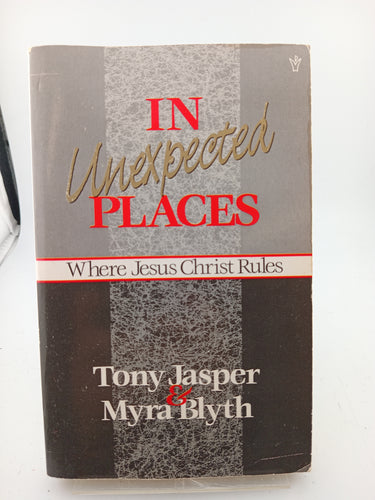 IN
Unexpected
PLACES
Where Jesus Christ Rules
Tony Jasper
&
Myra Blyth